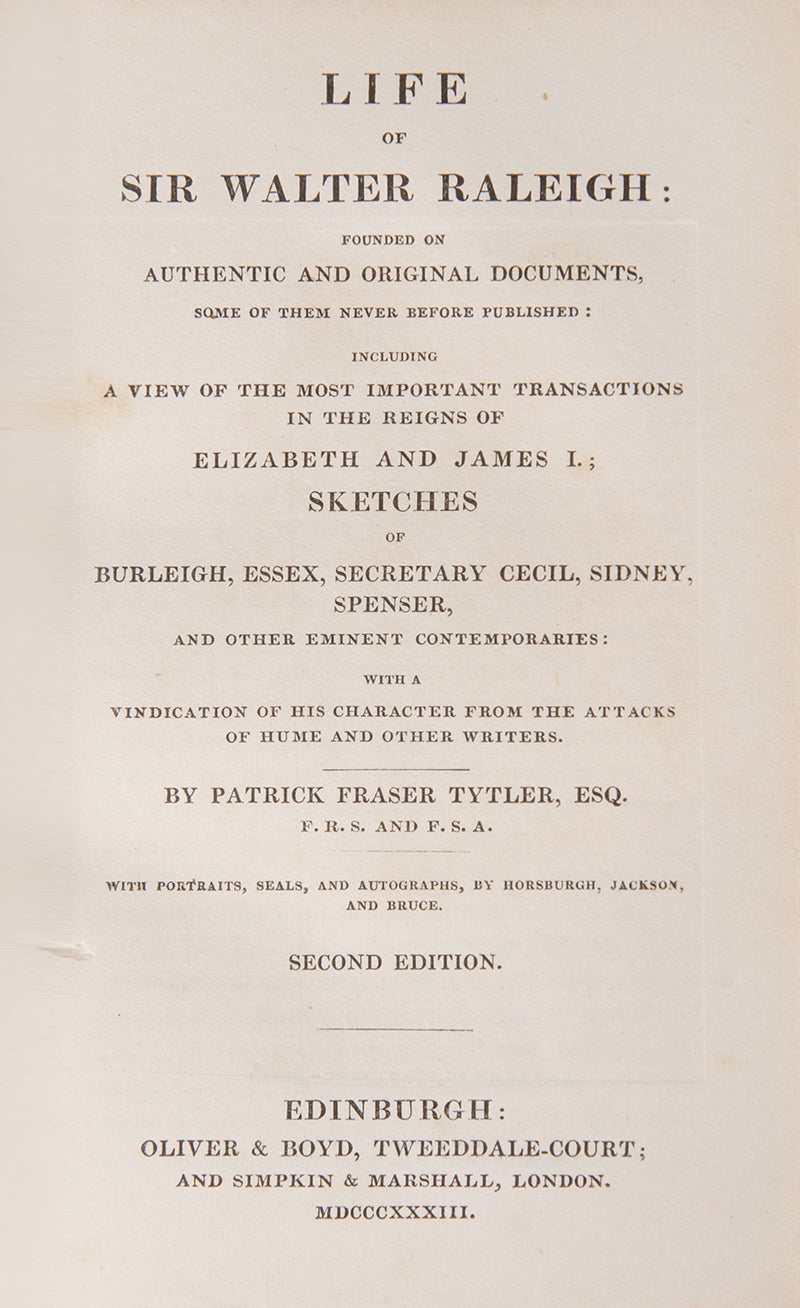 LIFE
OF
SIR WALTER RALEIGH:
FOUNDED ON
AUTHENTIC AND ORIGINAL DOCUMENTS,
SOME OF THEM NEVER BEFORE PUBLISHED:
INCLUDING
A VIEW OF THE MOST IMPORTANT TRANSACTIONS
IN THE REIGNS OF
ELIZABETH AND JAMES I.;
SKETCHES
OF
BURLEIGH, ESSEX, SECRETARY CECIL, SIDNEY,
SPENSER,
AND OTHER EMINENT CONTEMPORARIES:
WITH A
VINDICATION OF HIS CHARACTER FROM THE ATTACKS
OF HUME AND OTHER WRITERS.
BY PATRICK FRASER TYTLER, ESQ.
F. R. S. AND F. S. A.
WITH PORTRAITS, SEALS, AND AUTOGRAPHS, BY HORSBURGH, JACKSON,
AND BRUCE.
SECOND EDITION.
EDINBURGH:
OLIVER & BOYD, TWEEDDALE-COURT;
AND SIMPKIN & MARSHALL, LONDON.
MDCCCXXXIII.